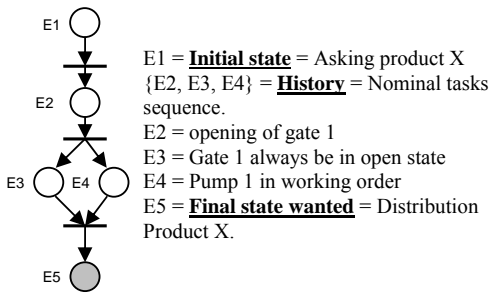 E1
E2
E3 E4
E5
E1 = Initial state = Asking product X
{E2, E3, E4} = History = Nominal tasks
sequence.
E2 = opening of gate 1
E3 = Gate 1 always be in open state
E4 = Pump 1 in working order
E5 = Final state wanted = Distribution
Product X.